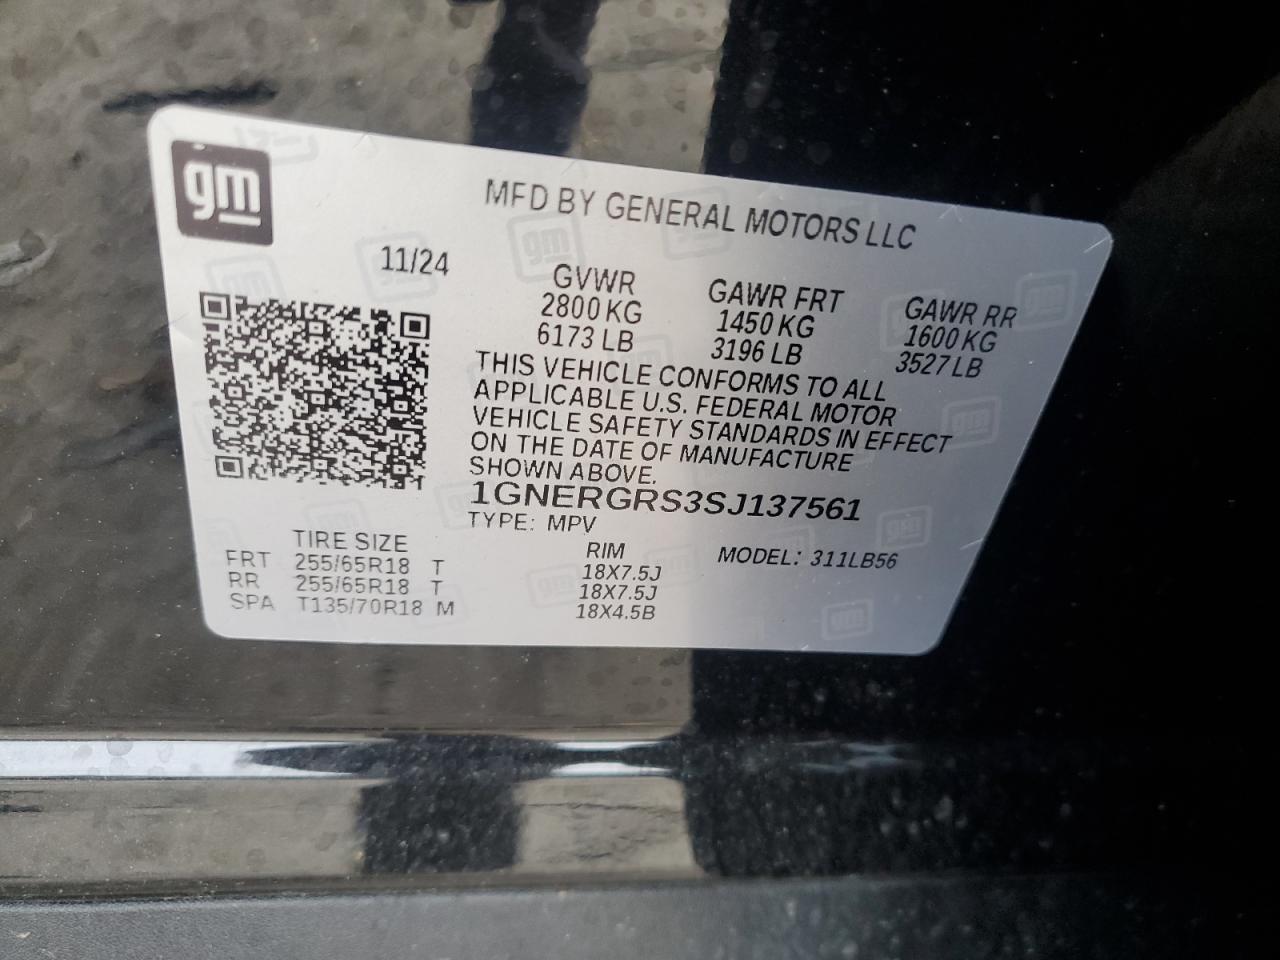 gm
MFD BY GENERAL MOTORS LLC
11/24
GVWR GAWR FRT GAWR RR
2800 KG 1450 KG 1600 KG
6173 LB 3196 LB 3527 LB
THIS VEHICLE CONFORMS TO ALL
APPLICABLE U.S. FEDERAL MOTOR
VEHICLE SAFETY STANDARDS IN EFFECT
ON THE DATE OF MANUFACTURE
SHOWN ABOVE.
1GNERGRS3SJ137561
TYPE: MPV
TIRE SIZE RIM MODEL: 311LB56
FRT 255/65R18 T 18X7.5J
RR 255/65R18 T 18X7.5J
SPA T135/70R18 M 18X4.5B